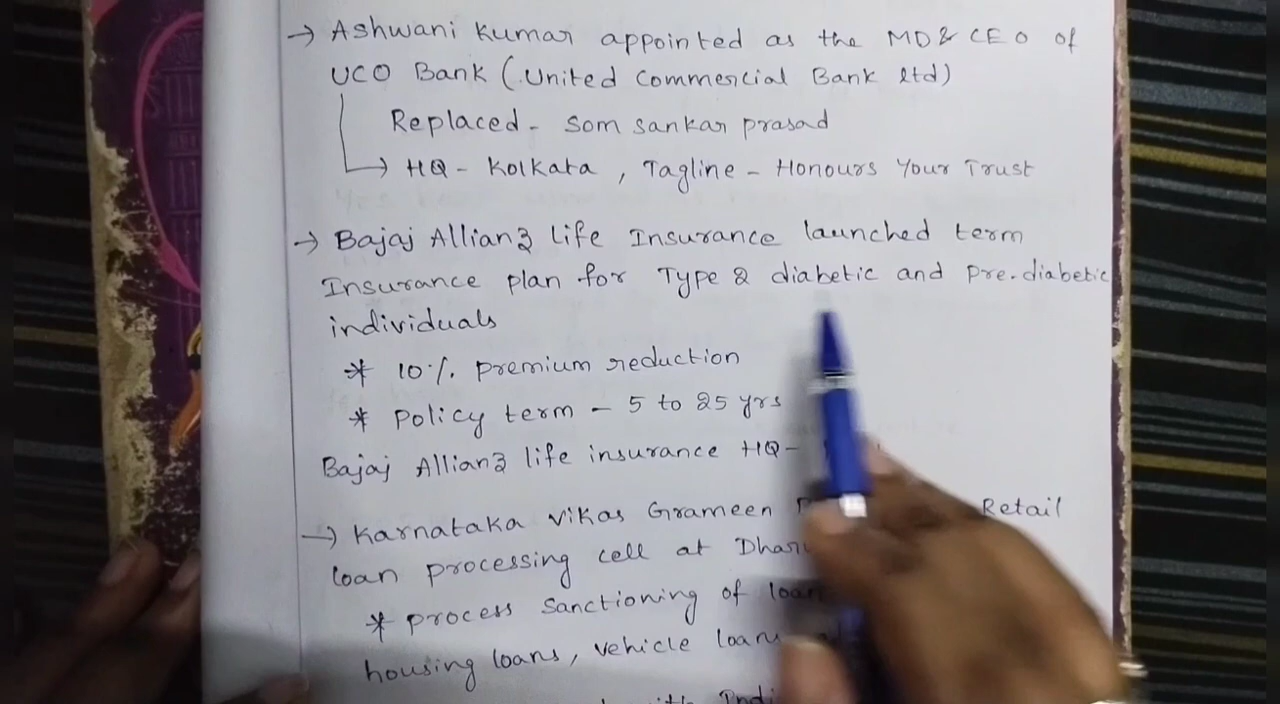 → Ashwani Kumar appointed as the MD & CEO of
UCO Bank (United Commercial Bank ltd)
Replaced - Som Sankar prasad
→ HQ - Kolkata , Tagline - Honours Your Trust
→ Bajaj Allianz life Insurance launched term
Insurance plan for Type 2 diabetic and Pre-diabetic
individuals
* 10% premium reduction
* Policy term - 5 to 25 yrs
Bajaj Allianz life insurance HQ -
→ Karnataka Vikas Grameen Retail
loan processing cell at
* process sanctioning of loan
housing loans, vehicle loans